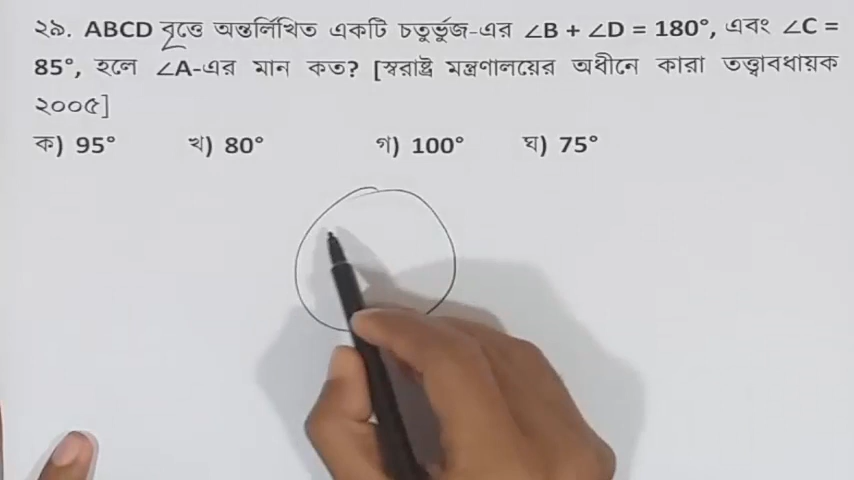 ২৯. ABCD বৃত্তে অন্তর্লিখিত একটি চতুর্ভুজ-এর ∠B + ∠D = 180°, এবং ∠C =
85°, হলে ∠A-এর মান কত? [স্বরাষ্ট্র মন্ত্রণালয়ের অধীনে কারা তত্ত্বাবধায়ক
২০০৫]
ক) 95° খ) 80° গ) 100° ঘ) 75°